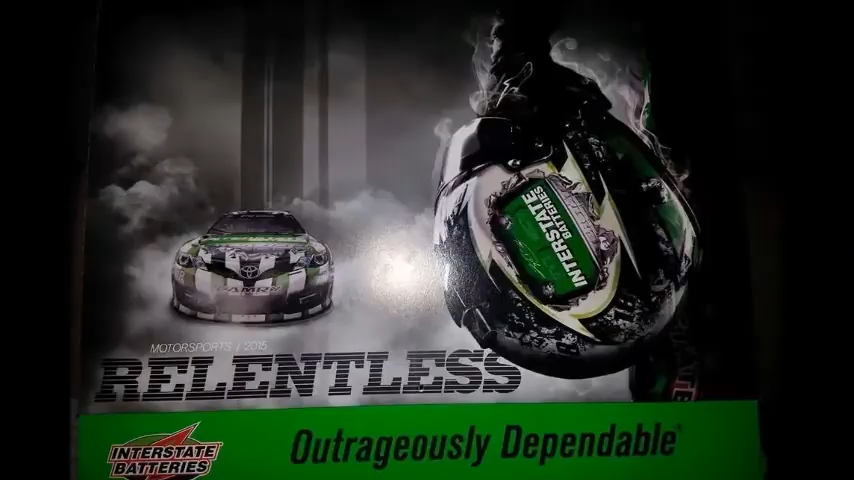 INTERSTATE
BATTERIES
MOTORSPORTS / 2015
RELENTLESS
INTERSTATE
BATTERIES
Outrageously Dependable